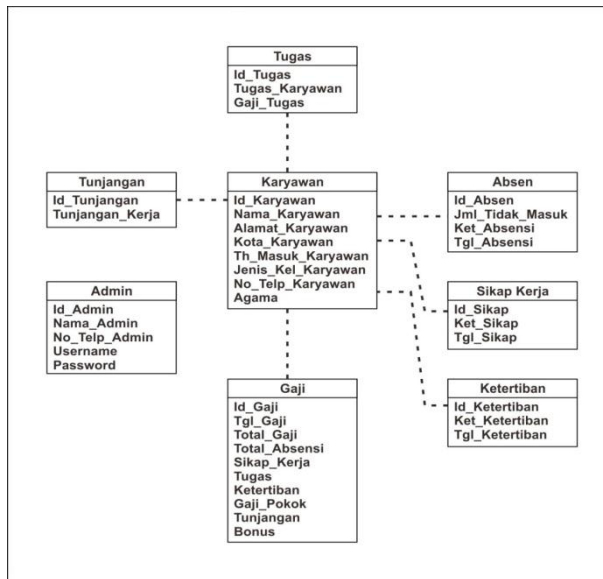 Tugas
Id_Tugas
Tugas_Karyawan
Gaji_Tugas
Tunjangan
Id_Tunjangan
Tunjangan_Kerja
Karyawan
Id_Karyawan
Nama_Karyawan
Alamat_Karyawan
Kota_Karyawan
Th_Masuk_Karyawan
Jenis_Kel_Karyawan
No_Telp_Karyawan
Agama
Absen
Id_Absen
Jml_Tidak_Masuk
Ket_Absensi
Tgl_Absensi
Admin
Id_Admin
Nama_Admin
No_Telp_Admin
Username
Password
Sikap Kerja
Id_Sikap
Ket_Sikap
Tgl_Sikap
Gaji
Id_Gaji
Tgl_Gaji
Total_Gaji
Total_Absensi
Sikap_Kerja
Tugas
Ketertiban
Gaji_Pokok
Tunjangan
Bonus
Ketertiban
Id_Ketertiban
Ket_Ketertiban
Tgl_Ketertiban